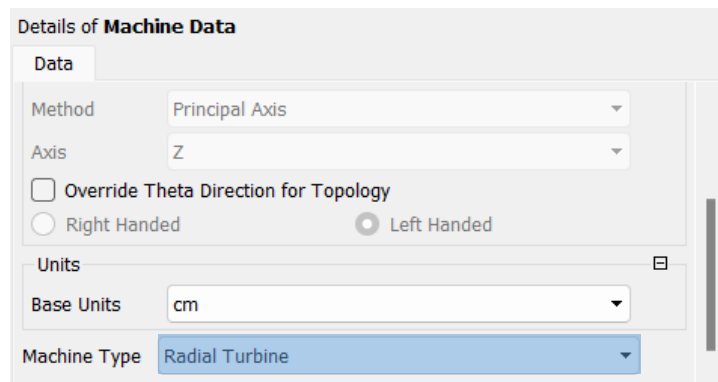 Details of Machine Data
Data
Method Principal Axis
Axis Z
Override Theta Direction for Topology
Right Handed Left Handed
Units
Base Units cm
Machine Type Radial Turbine